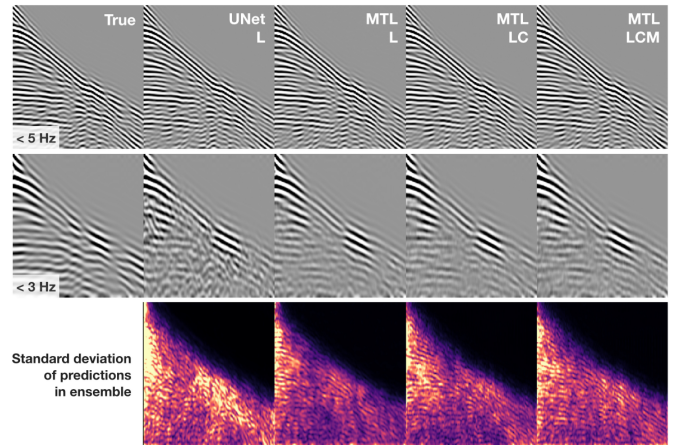 True
UNet
L
MTL
L
MTL
LC
MTL
LCM
< 5 Hz
< 3 Hz
Standard deviation
of predictions
in ensemble